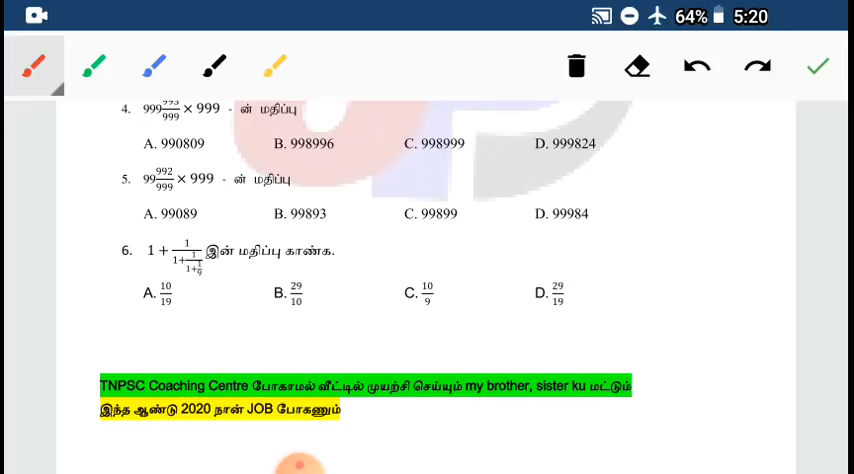 64% 5:20
4. 999 995/999 × 999 - ன் மதிப்பு
A. 990809 B. 998996 C. 998999 D. 999824
5. 99 992/999 × 999 - ன் மதிப்பு
A. 99089 B. 99893 C. 99899 D. 99984
6. 1 + 1/(1+1/(1+1/9)) இன் மதிப்பு காண்க.
A. 10/19 B. 29/10 C. 10/9 D. 29/19
TNPSC Coaching Centre போகாமல் வீட்டில் முயற்சி செய்யும் my brother, sister ku மட்டும்
இந்த ஆண்டு 2020 நான் JOB போகணும்